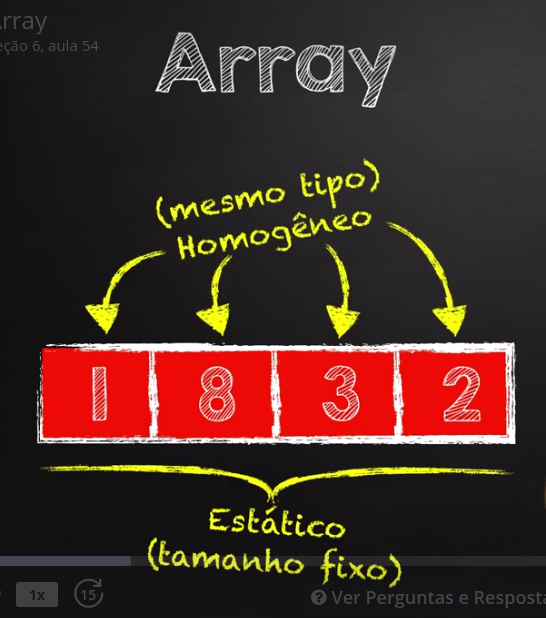 Array
eção 6, aula 54
Array
(mesmo tipo)
Homogêneo
1 8 3 2
Estático
(tamanho fixo)
1x
15
Ver Perguntas e Resposta